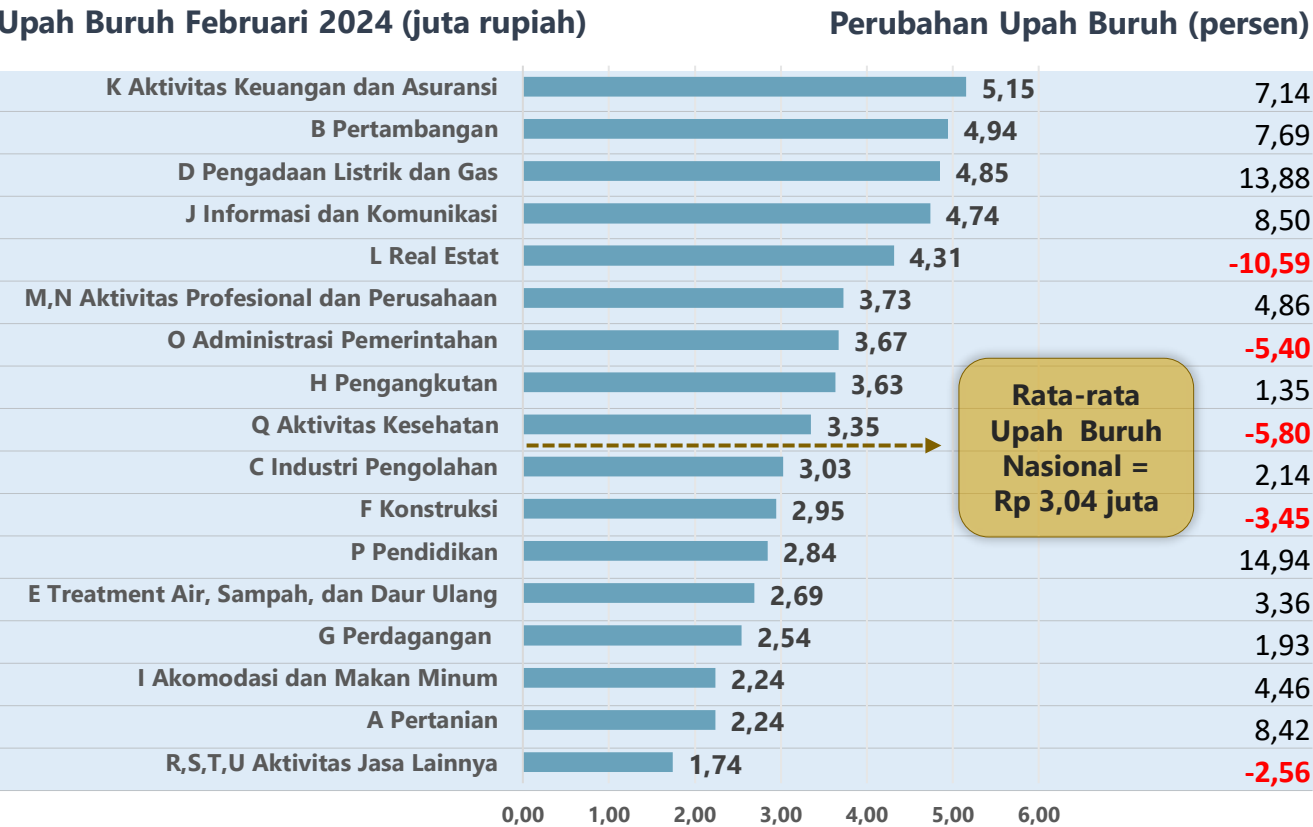 Upah Buruh Februari 2024 (juta rupiah)
Perubahan Upah Buruh (persen)
K Aktivitas Keuangan dan Asuransi 5,15 7,14
B Pertambangan 4,94 7,69
D Pengadaan Listrik dan Gas 4,85 13,88
J Informasi dan Komunikasi 4,74 8,50
L Real Estat 4,31 -10,59
M,N Aktivitas Profesional dan Perusahaan 3,73 4,86
O Administrasi Pemerintahan 3,67 -5,40
H Pengangkutan 3,63 1,35
Q Aktivitas Kesehatan 3,35 -5,80
C Industri Pengolahan 3,03 2,14
F Konstruksi 2,95 -3,45
P Pendidikan 2,84 14,94
E Treatment Air, Sampah, dan Daur Ulang 2,69 3,36
G Perdagangan 2,54 1,93
I Akomodasi dan Makan Minum 2,24 4,46
A Pertanian 2,24 8,42
R,S,T,U Aktivitas Jasa Lainnya 1,74 -2,56
Rata-rata
Upah Buruh
Nasional =
Rp 3,04 juta
0,00 1,00 2,00 3,00 4,00 5,00 6,00